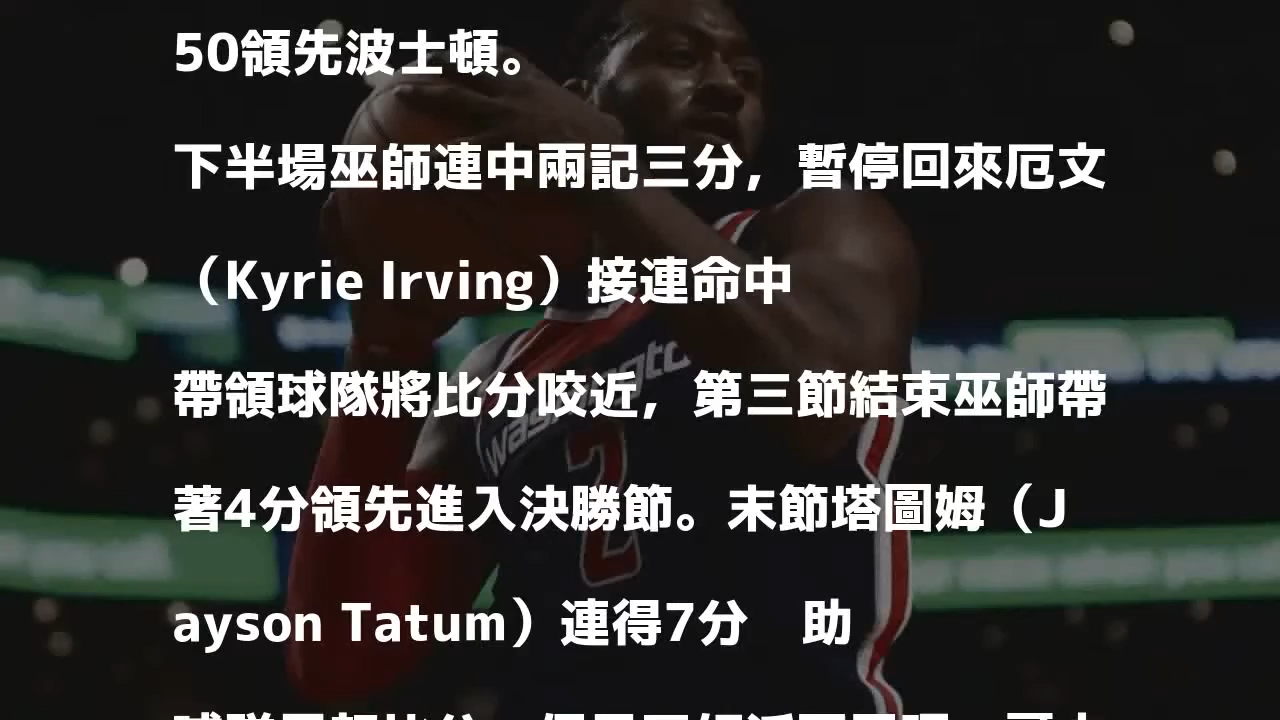 50領先波士頓。
下半場巫師連中兩記三分，暫停回來厄文
（Kyrie Irving）接連命中
帶領球隊將比分咬近，第三節結束巫師帶
著4分領先進入決勝節。末節塔圖姆（J
ayson Tatum）連得7分　助
Washington
2